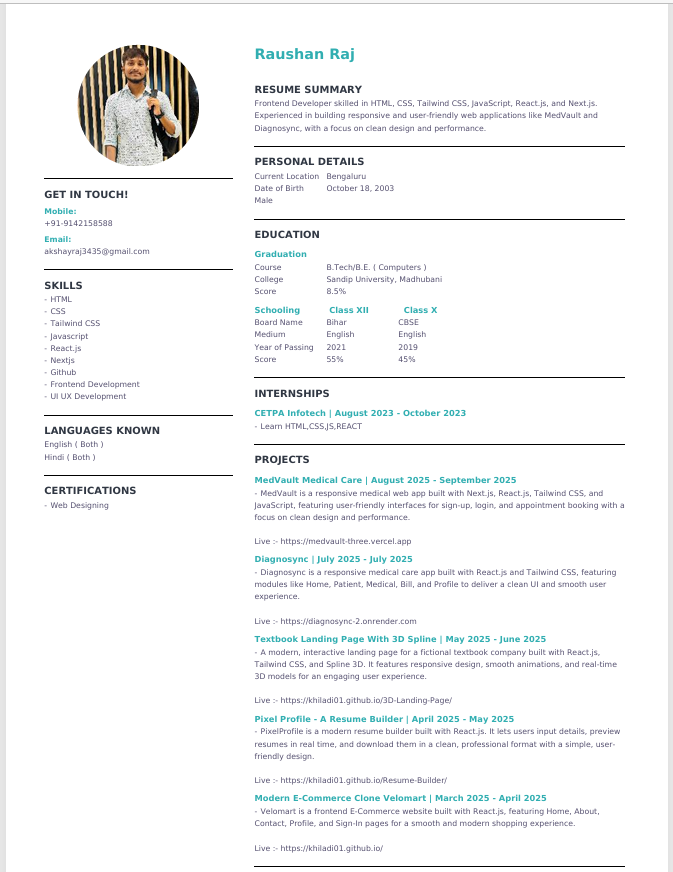 Raushan Raj
RESUME SUMMARY
Frontend Developer skilled in HTML, CSS, Tailwind CSS, JavaScript, React.js, and Next.js.
Experienced in building responsive and user-friendly web applications like MedVault and
Diagnosync, with a focus on clean design and performance.
PERSONAL DETAILS
Current Location Bengaluru
Date of Birth October 18, 2003
Male
EDUCATION
Graduation
Course B.Tech/B.E. ( Computers )
College Sandip University, Madhubani
Score 8.5%
Schooling Class XII Class X
Board Name Bihar CBSE
Medium English English
Year of Passing 2021 2019
Score 55% 45%
INTERNSHIPS
CETPA Infotech | August 2023 - October 2023
- Learn HTML,CSS,JS,REACT
PROJECTS
MedVault Medical Care | August 2025 - September 2025
- MedVault is a responsive medical web app built with Next.js, React.js, Tailwind CSS, and
JavaScript, featuring user-friendly interfaces for sign-up, login, and appointment booking with a
focus on clean design and performance.
Live :- https://medvault-three.vercel.app
Diagnosync | July 2025 - July 2025
- Diagnosync is a responsive medical care app built with React.js and Tailwind CSS, featuring
modules like Home, Patient, Medical, Bill, and Profile to deliver a clean UI and smooth user
experience.
Live :- https://diagnosync-2.onrender.com
Textbook Landing Page With 3D Spline | May 2025 - June 2025
- A modern, interactive landing page for a fictional textbook company built with React.js,
Tailwind CSS, and Spline 3D. It features responsive design, smooth animations, and real-time
3D models for an engaging user experience.
Live :- https://khiladi01.github.io/3D-Landing-Page/
Pixel Profile - A Resume Builder | April 2025 - May 2025
- PixelProfile is a modern resume builder built with React.js. It lets users input details, preview
resumes in real time, and download them in a clean, professional format with a simple, user-
friendly design.
Live :- https://khiladi01.github.io/Resume-Builder/
Modern E-Commerce Clone Velomart | March 2025 - April 2025
- Velomart is a frontend E-Commerce website built with React.js, featuring Home, About,
Contact, Profile, and Sign-In pages for a smooth and modern shopping experience.
Live :- https://khiladi01.github.io/
GET IN TOUCH!
Mobile:
+91-9142158588
Email:
akshayraj3435@gmail.com
SKILLS
- HTML
- CSS
- Tailwind CSS
- Javascript
- React.js
- Nextjs
- Github
- Frontend Development
- UI UX Development
LANGUAGES KNOWN
English ( Both )
Hindi ( Both )
CERTIFICATIONS
- Web Designing